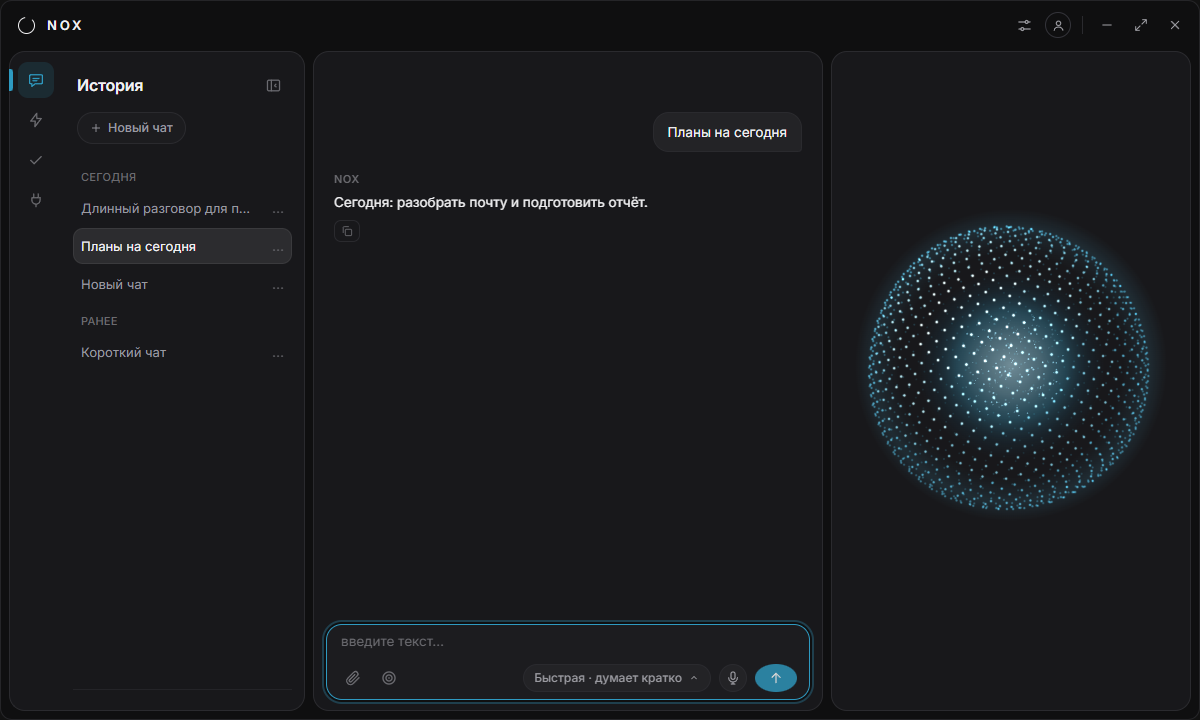 NOX
История
+ Новый чат
СЕГОДНЯ
Длинный разговор для п... ...
Планы на сегодня ...
Новый чат ...
РАНЕЕ
Короткий чат ...
Планы на сегодня
NOX
Сегодня: разобрать почту и подготовить отчёт.
введите текст...
Быстрая · думает кратко